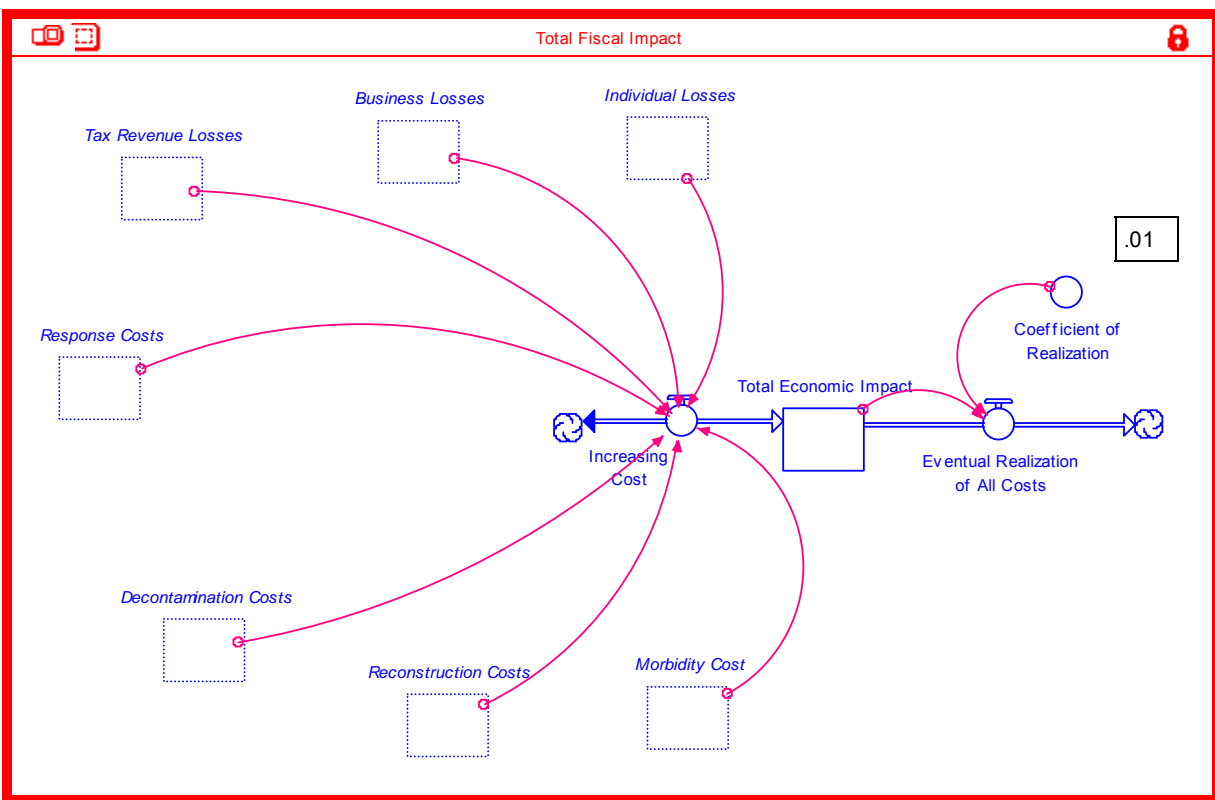 Total Fiscal Impact
Business Losses
Individual Losses
Tax Revenue Losses
.01
Response Costs
Coefficient of
Realization
Total Economic Impact
Increasing
Cost
Eventual Realization
of All Costs
Decontamination Costs
Reconstruction Costs
Morbidity Cost